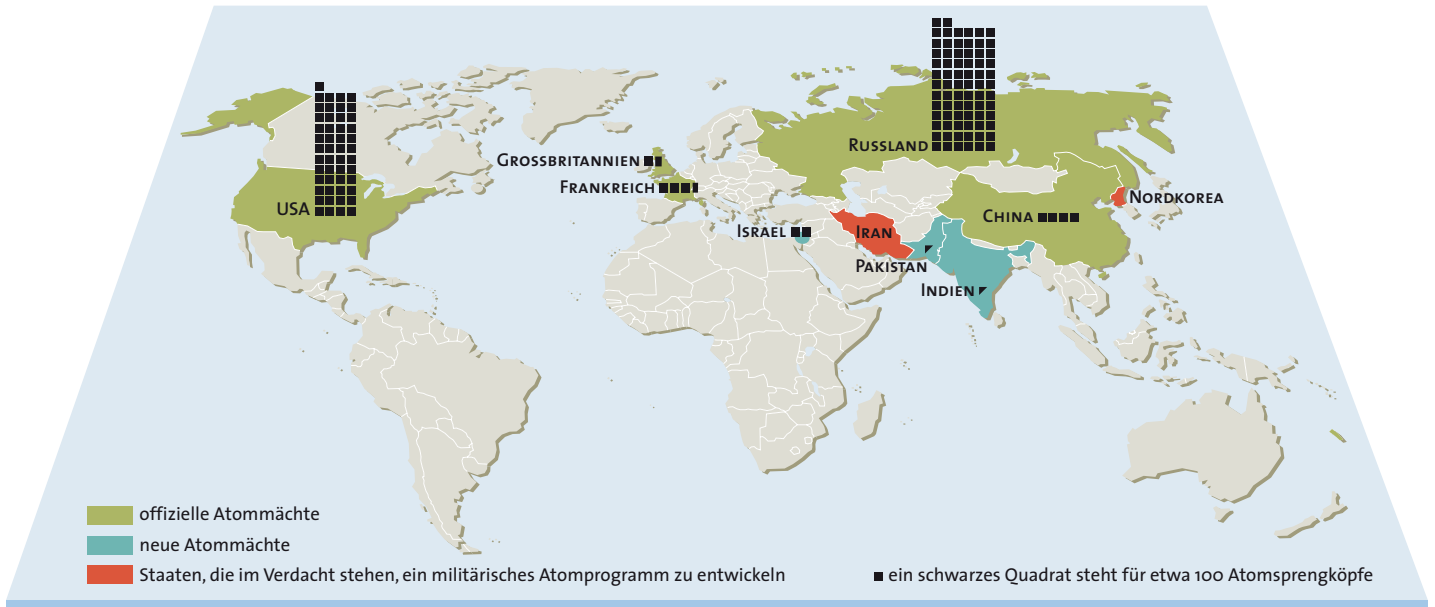 GROSSBRITANNIEN
RUSSLAND
FRANKREICH
NORDKOREA
USA
CHINA
ISRAEL
IRAN
PAKISTAN
INDIEN
offizielle Atommächte
neue Atommächte
Staaten, die im Verdacht stehen, ein militärisches Atomprogramm zu entwickeln
ein schwarzes Quadrat steht für etwa 100 Atomsprengköpfe